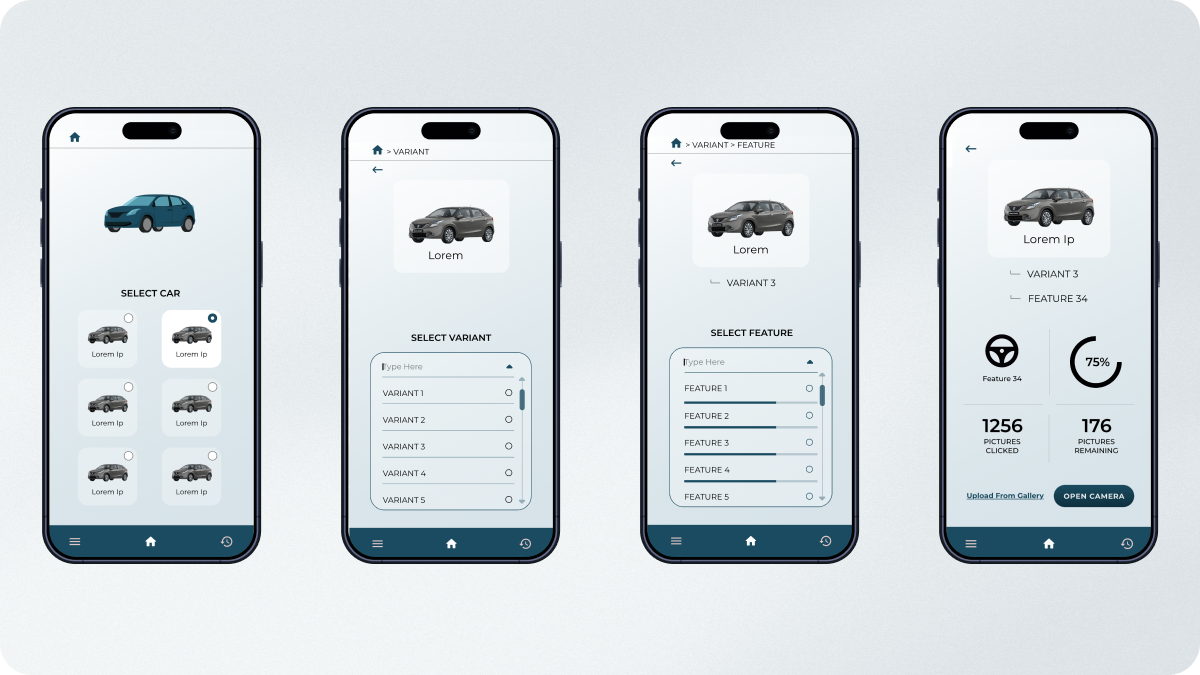 SELECT CAR
Lorem Ip
Lorem Ip
Lorem Ip
Lorem Ip
Lorem Ip
Lorem Ip
> VARIANT
Lorem
SELECT VARIANT
Type Here
VARIANT 1
VARIANT 2
VARIANT 3
VARIANT 4
VARIANT 5
> VARIANT > FEATURE
Lorem
VARIANT 3
SELECT FEATURE
Type Here
FEATURE 1
FEATURE 2
FEATURE 3
FEATURE 4
FEATURE 5
Lorem Ip
VARIANT 3
FEATURE 34
Feature 34
75%
1256
PICTURES
CLICKED
176
PICTURES
REMAINING
Upload From Gallery
OPEN CAMERA